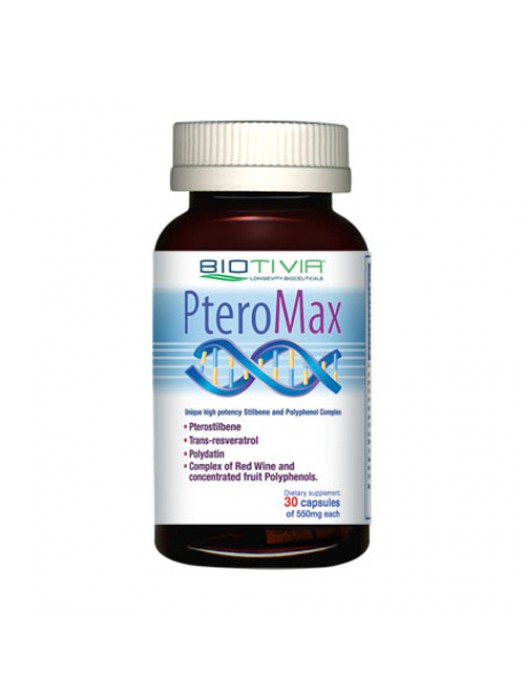 BIOTIVIA
LONGEVITY BIOCEUTICALS
PteroMax
Unique high potency Stilbene and Polyphenol Complex
• Pterostilbene
• Trans-resveratrol
• Polydatin
• Complex of Red Wine and
concentrated fruit Polyphenols.
Dietary supplement:
30 capsules
of 550mg each